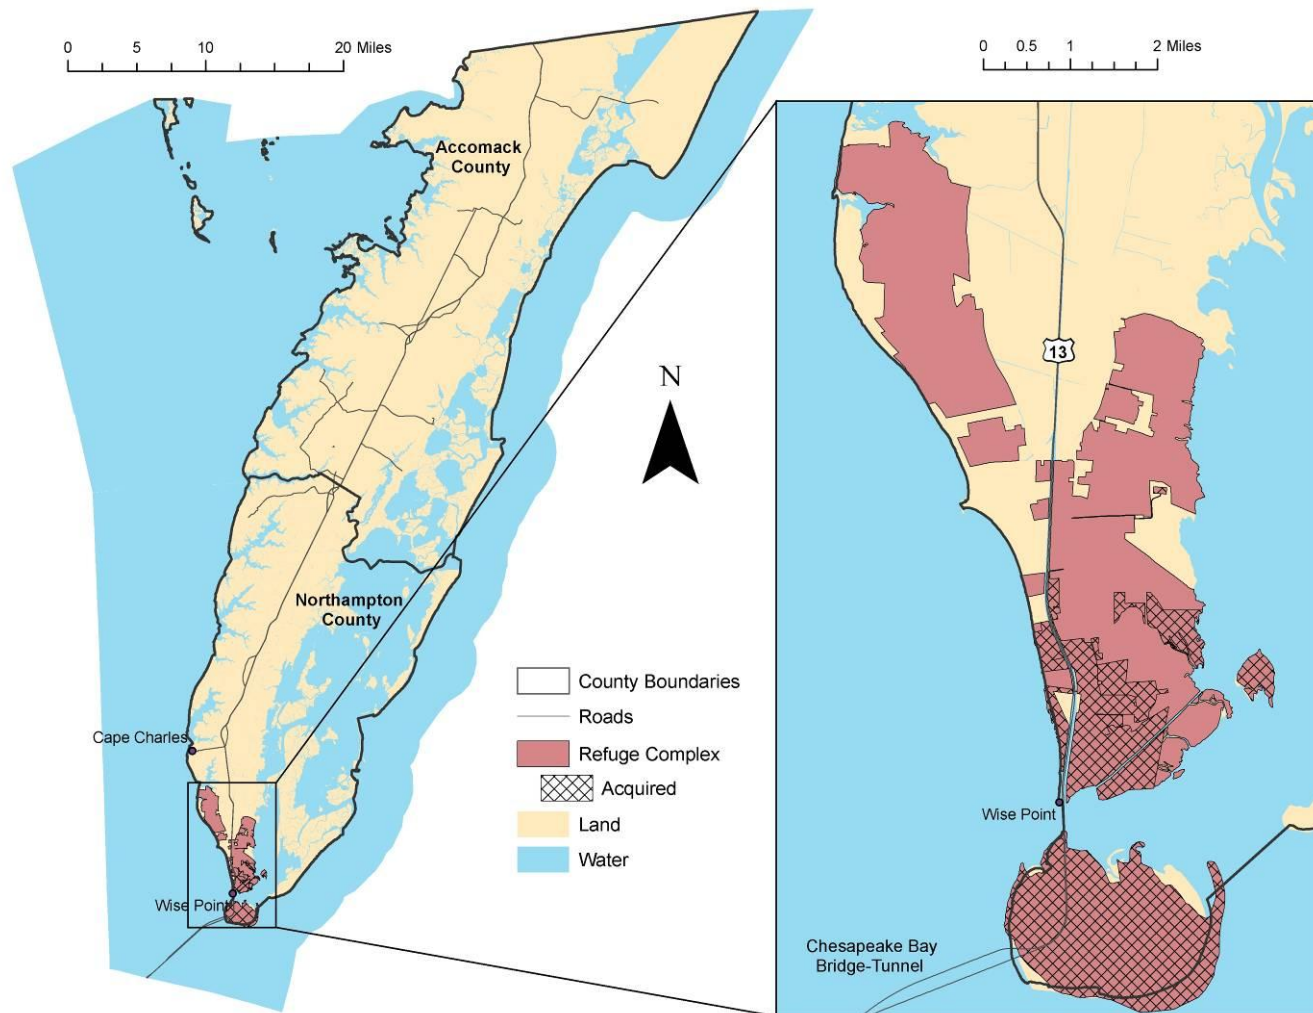 0 5 10 20 Miles
0 0.5 1 2 Miles
Accomack
County
13
N
Northampton
County
County Boundaries
Roads
Cape Charles
Refuge Complex
Acquired
Land
Water
Wise Point
Wise Point
Chesapeake Bay
Bridge-Tunnel